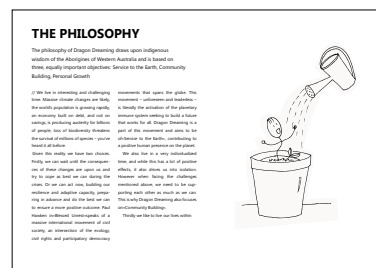 THE PHILOSOPHY
The philosophy of Dragon Dreaming draws upon indigenous
wisdom of the Aborigines of Western Australia and is based on
three, equally important objectives: Service to the Earth, Community
Building, Personal Growth
// We live in interesting and challenging
time. Massive climate changes are likely,
the world's population is growing rapidly,
an economy built on debt, and not on
savings, is producing austerity for billions
of people, loss of biodiversity threatens
the survival of millions of species – you've
heard it all before.
Given this reality we have two choices.
Firstly, we can wait until the consequen-
ces of these changes are upon us and
try to cope as best we can during the
crises. Or we can act now, building our
resilience and adaptive capacity, prepa-
ring in advance and do the best we can
to ensure a more positive outcome. Paul
Hawken in›Blessed Unrest‹speaks of a
massive international movement of civil
society, an intersection of the ecology,
civil rights and participatory democracy
movements that spans the globe. This
movement – unforeseen and leaderless –
is literally the activation of the planetary
immune system seeking to build a future
that works for all. Dragon Dreaming is a
part of this movement and aims to be
of›Service to the Earth‹, contributing to
a positive human presence on the planet.
We also live in a very individualised
time, and while this has a lot of positive
effects, it also drives us into isolation.
However when facing the challenges
mentioned above, we need to be sup-
porting each other as much as we can.
This is why Dragon Dreaming also focuses
on›Community Building‹.
Thirdly we like to live our lives within